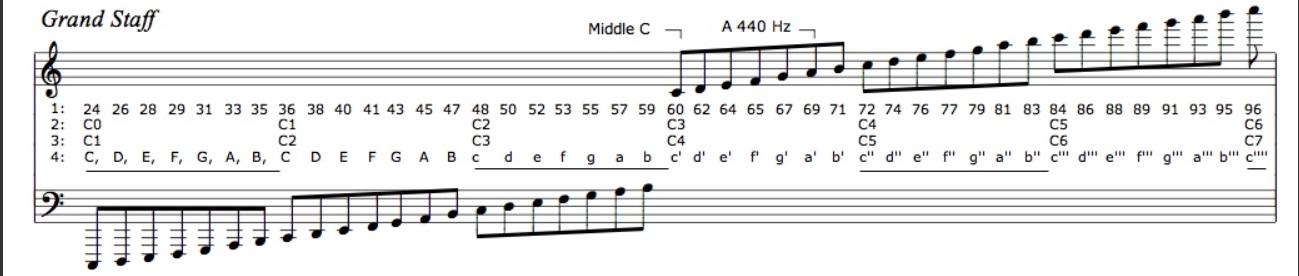 Grand Staff
Middle C A 440 Hz
1: 24 26 28 29 31 33 35 36 38 40 41 43 45 47 48 50 52 53 55 57 59 60 62 64 65 67 69 71 72 74 76 77 79 81 83 84 86 88 89 91 93 95 96
2: C0 C1 C2 C3 C4 C5 C6
3: C1 C2 C3 C4 C5 C6 C7
4: C, D, E, F, G, A, B, C D E F G A B c d e f g a b c' d' e' f' g' a' b' c'' d'' e'' f'' g'' a'' b'' c''' d''' e''' f''' g''' a''' b''' c''''